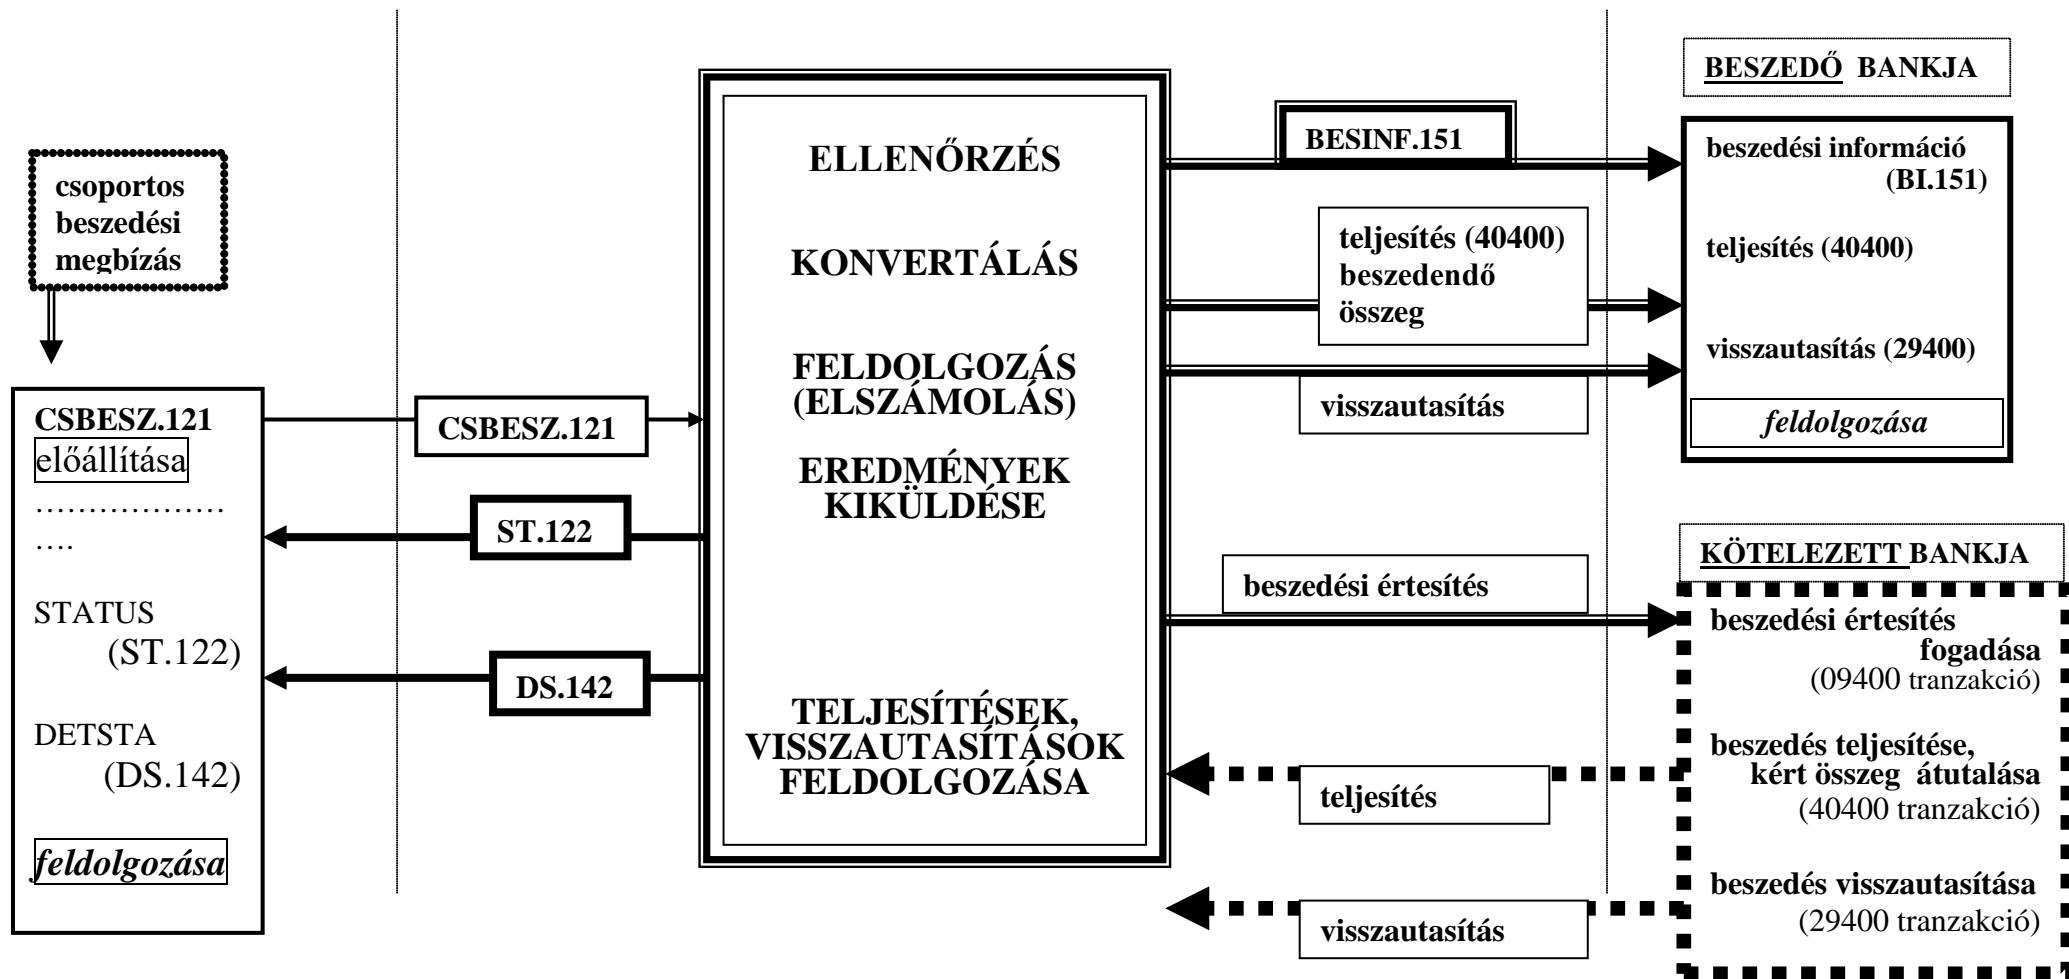 csoportos
beszedési
megbízás
CSBESZ.121
előállítása
………………
….
STATUS
(ST.122)
DETSTA
(DS.142)
feldolgozása
CSBESZ.121
ST.122
DS.142
ELLENŐRZÉS
KONVERTÁLÁS
FELDOLGOZÁS
(ELSZÁMOLÁS)
EREDMÉNYEK
KIKÜLDÉSE
TELJESÍTÉSEK,
VISSZAUTASÍTÁSOK
FELDOLGOZÁSA
BESINF.151
teljesítés (40400)
beszedendő
összeg
visszautasítás
beszedési értesítés
teljesítés
visszautasítás
BESZEDŐ BANKJA
beszedési információ
(BI.151)
teljesítés (40400)
visszautasítás (29400)
feldolgozása
KÖTELEZETT BANKJA
beszedési értesítés
fogadása
(09400 tranzakció)
beszedés teljesítése,
kért összeg átutalása
(40400 tranzakció)
beszedés visszautasítása
(29400 tranzakció)